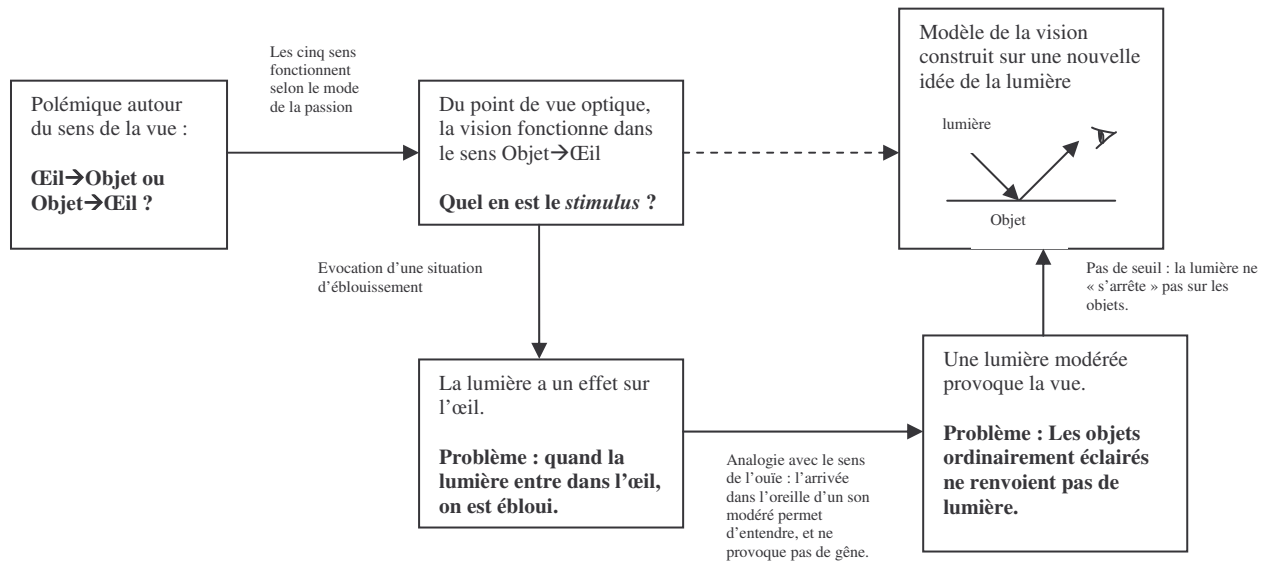 Polémique autour
du sens de la vue :
Œil→Objet ou
Objet→Œil ?
Les cinq sens
fonctionnent
selon le mode
de la passion
Du point de vue optique,
la vision fonctionne dans
le sens Objet→Œil
Quel en est le stimulus ?
Modèle de la vision
construit sur une nouvelle
idée de la lumière
lumière
Objet
Evocation d’une situation
d’éblouissement
Pas de seuil : la lumière ne
« s’arrête » pas sur les
objets.
La lumière a un effet sur
l’œil.
Problème : quand la
lumière entre dans l’œil,
on est ébloui.
Analogie avec le sens
de l’ouïe : l’arrivée
dans l’oreille d’un son
modéré permet
d’entendre, et ne
provoque pas de gêne.
Une lumière modérée
provoque la vue.
Problème : Les objets
ordinairement éclairés
ne renvoient pas de
lumière.